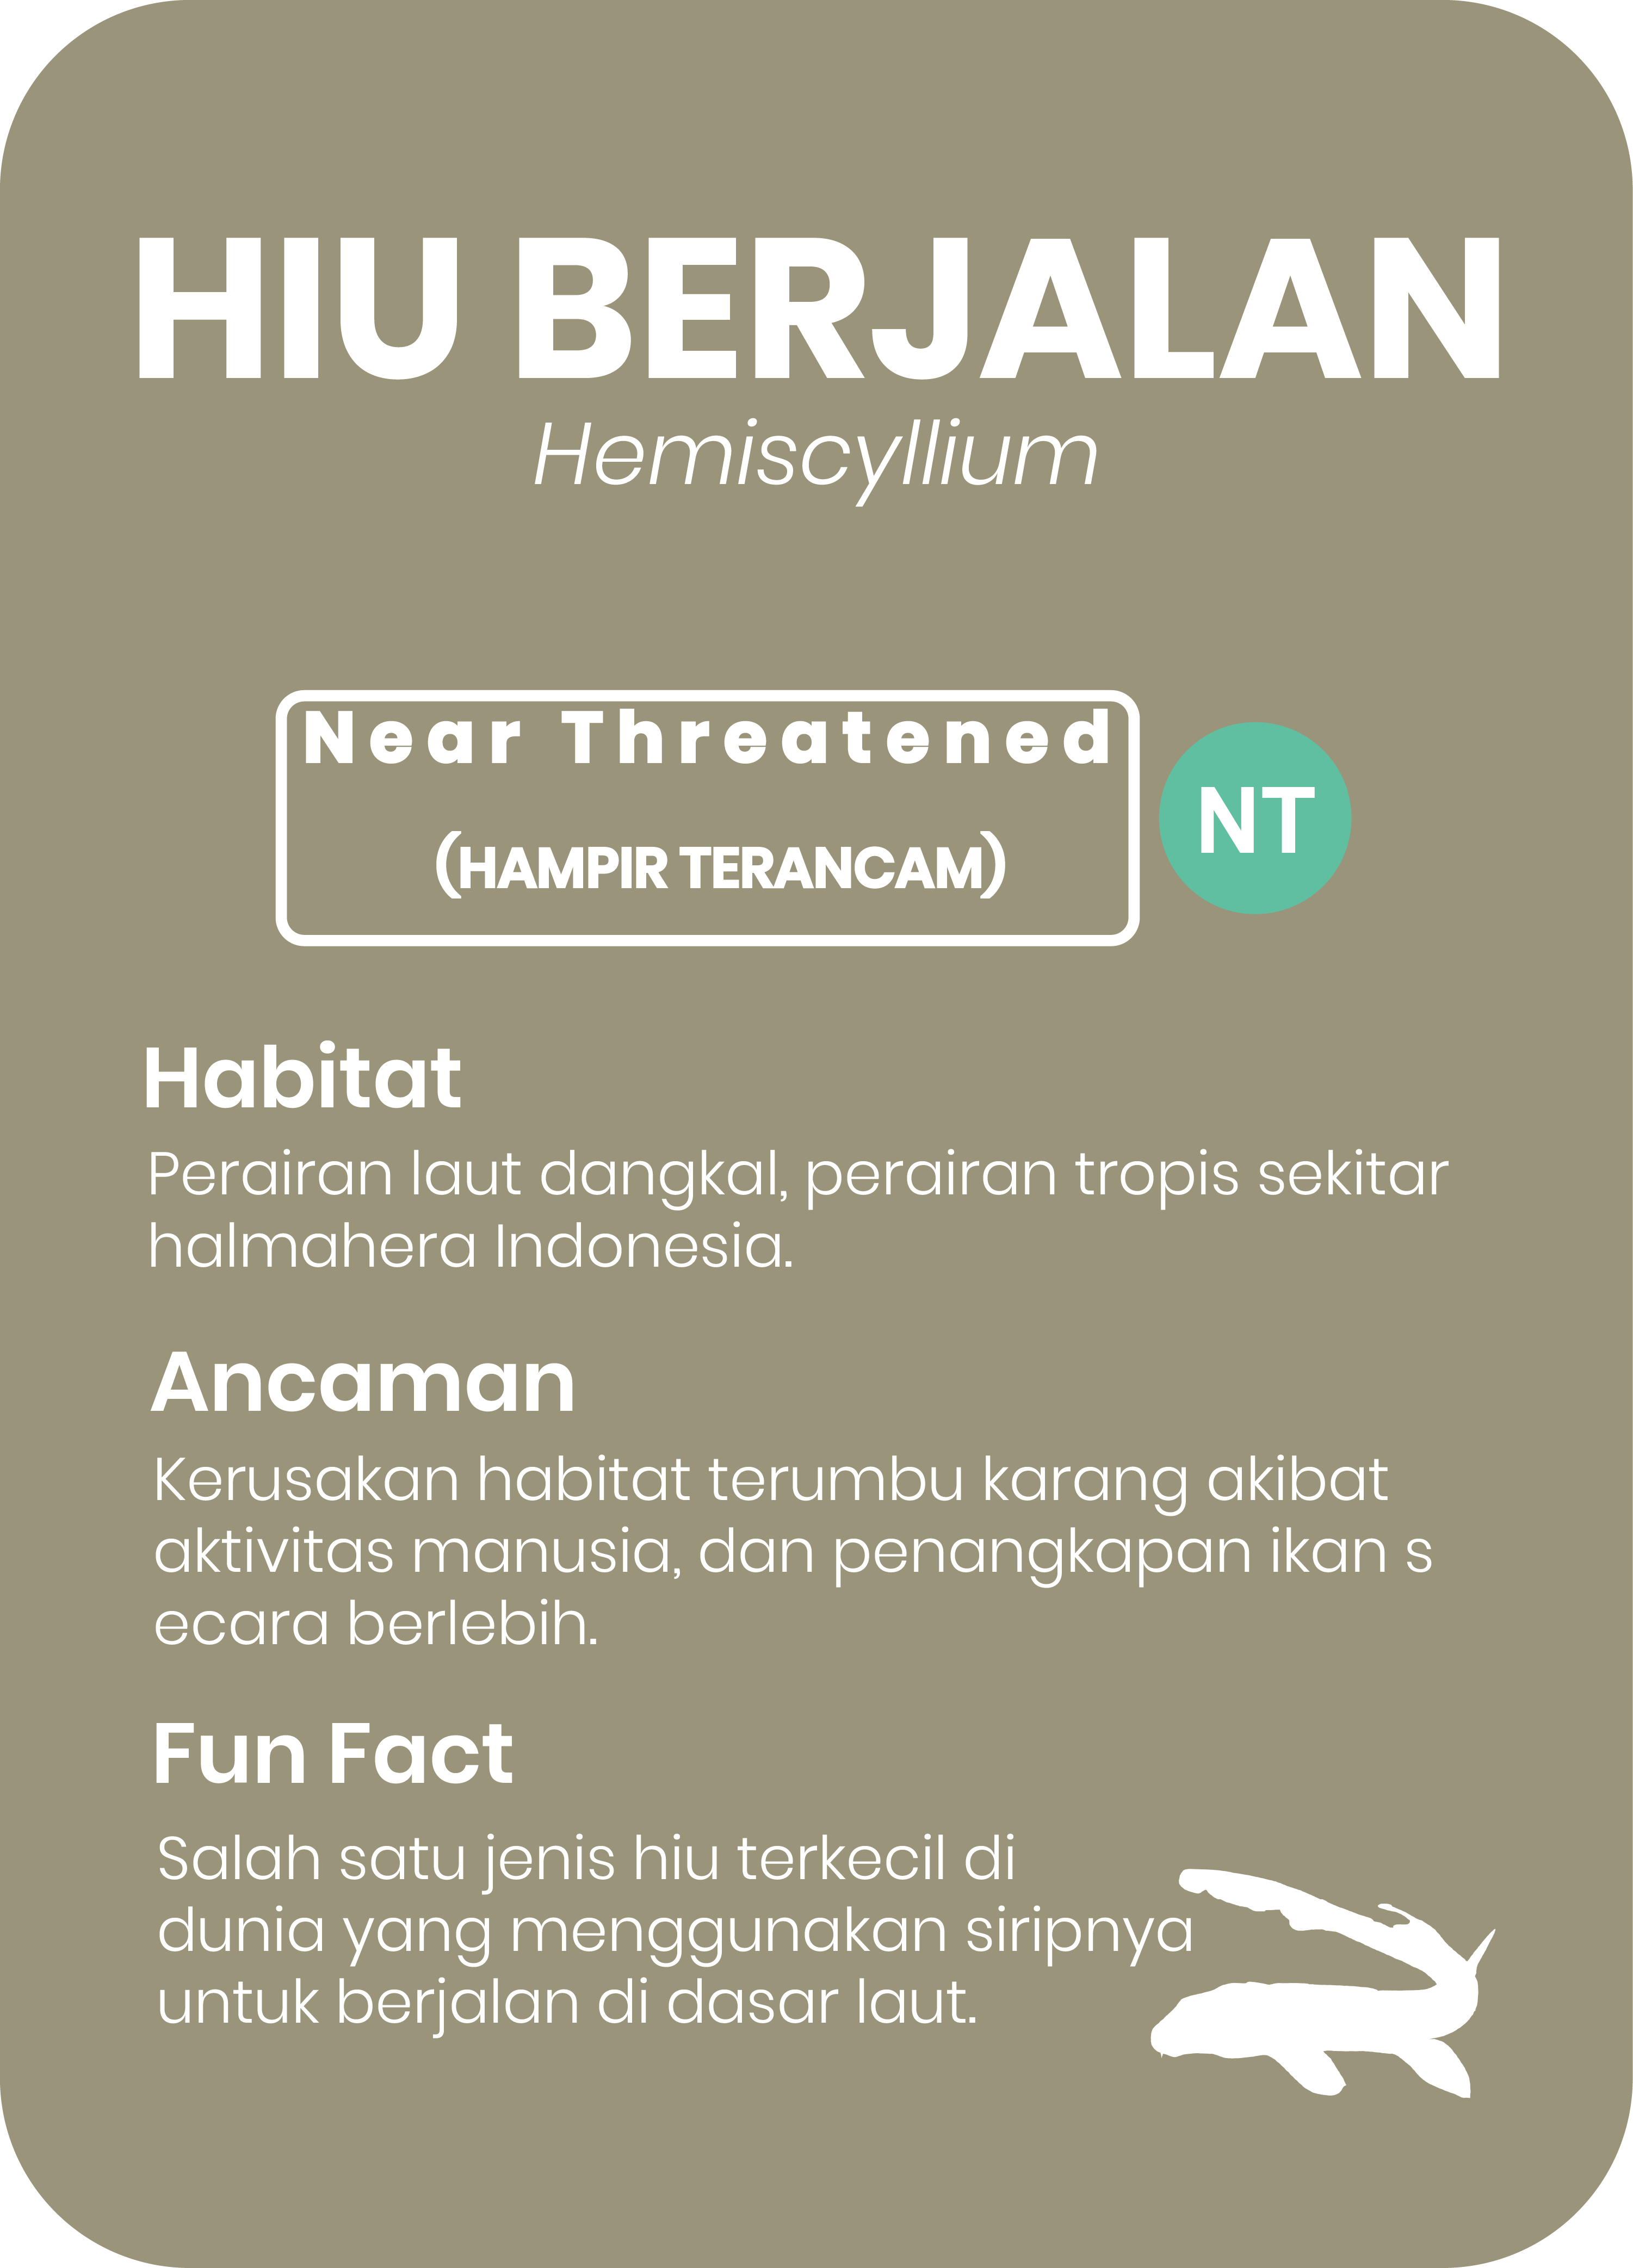 HIU BERJALAN
Hemiscyllium
Near Threatened
(HAMPIR TERANCAM)
NT
Habitat
Perairan laut dangkal, perairan tropis sekitar
halmahera Indonesia.
Ancaman
Kerusakan habitat terumbu karang akibat
aktivitas manusia, dan penangkapan ikan s
ecara berlebih.
Fun Fact
Salah satu jenis hiu terkecil di
dunia yang menggunakan siripnya
untuk berjalan di dasar laut.